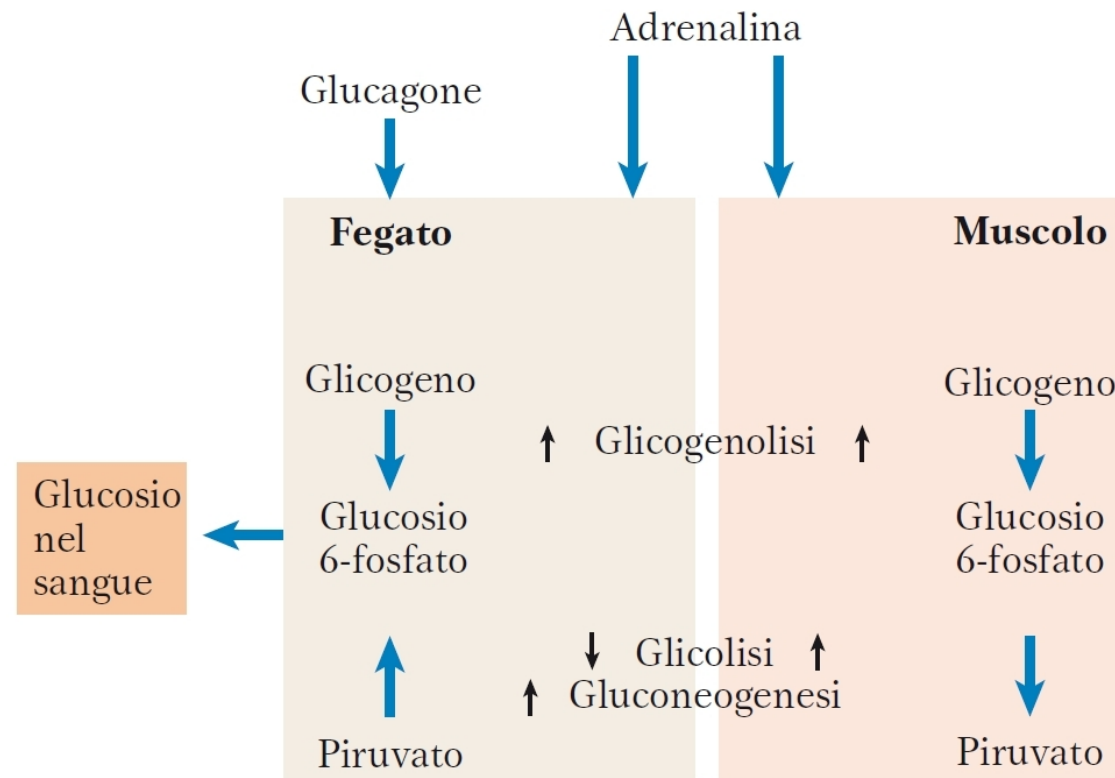 Adrenalina
Glucagone
Fegato
Muscolo
Glicogeno
Glicogeno
Glicogenolisi
Glucosio
nel
sangue
Glucosio
6-fosfato
Glucosio
6-fosfato
Glicolisi
Gluconeogenesi
Piruvato
Piruvato